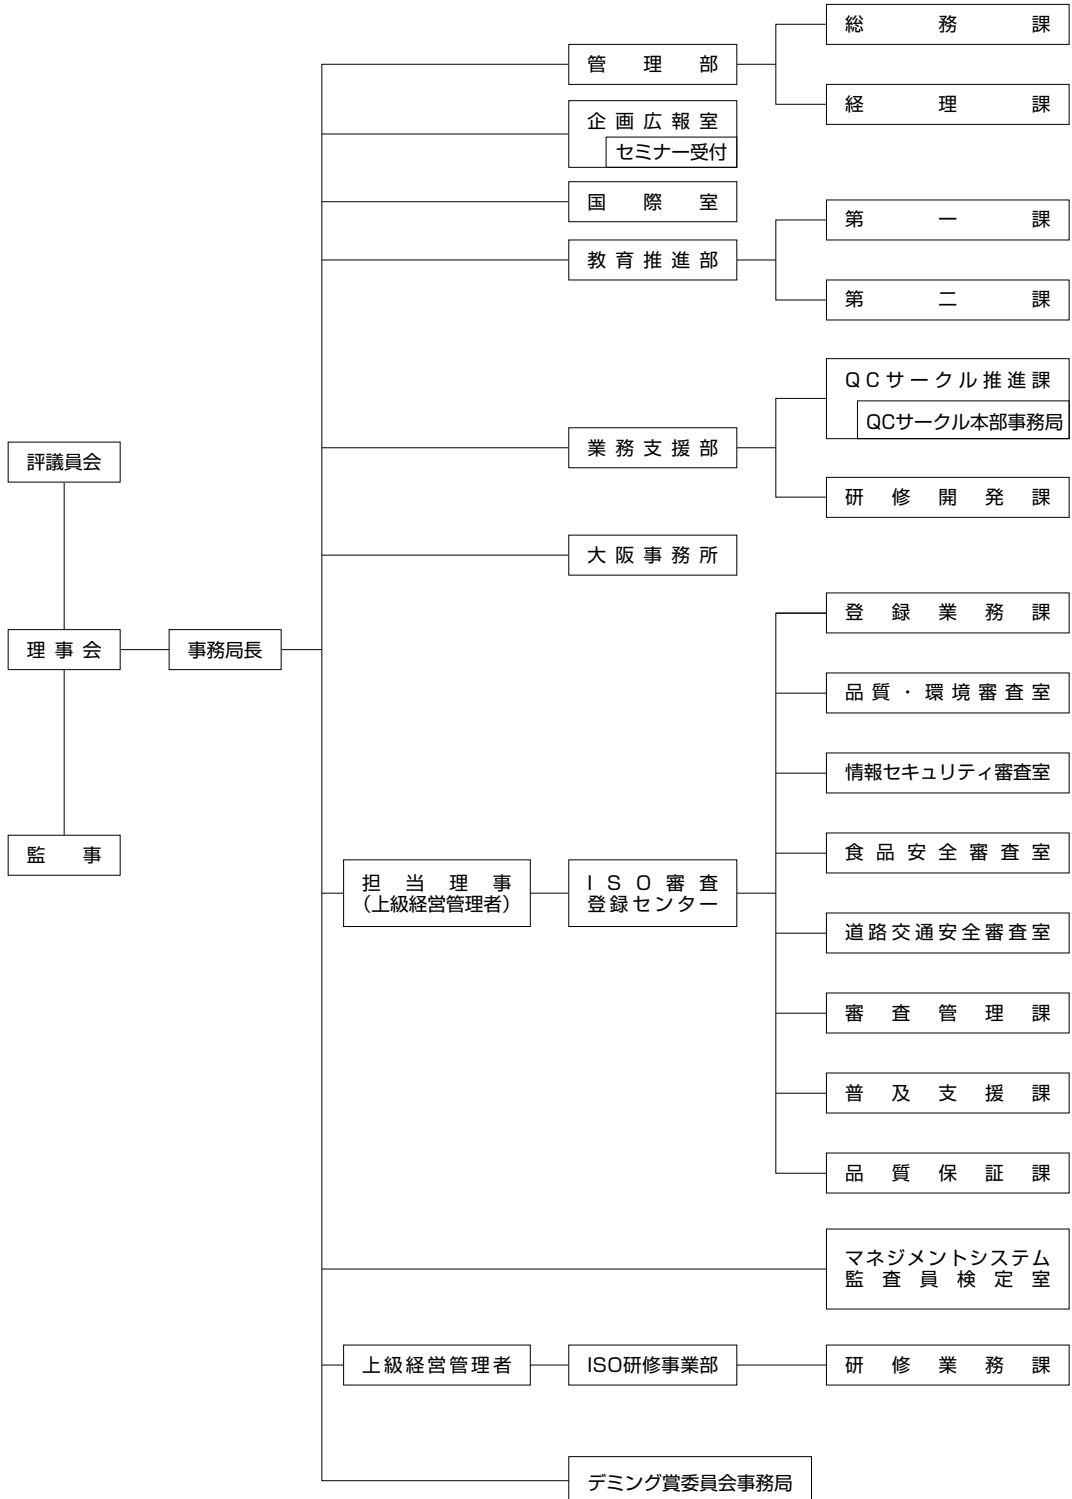 評議員会
理事会
監事
事務局長
管理部
総務課
経理課
企画広報室
セミナー受付
国際室
教育推進部
第一課
第二課
業務支援部
QCサークル推進課
QCサークル本部事務局
研修開発課
大阪事務所
担当理事
(上級経営管理者)
ISO審査
登録センター
登録業務課
品質・環境審査室
情報セキュリティ審査室
食品安全審査室
道路交通安全審査室
審査管理課
普及支援課
品質保証課
マネジメントシステム
監査員検定室
上級経営管理者
ISO研修事業部
研修業務課
デミング賞委員会事務局